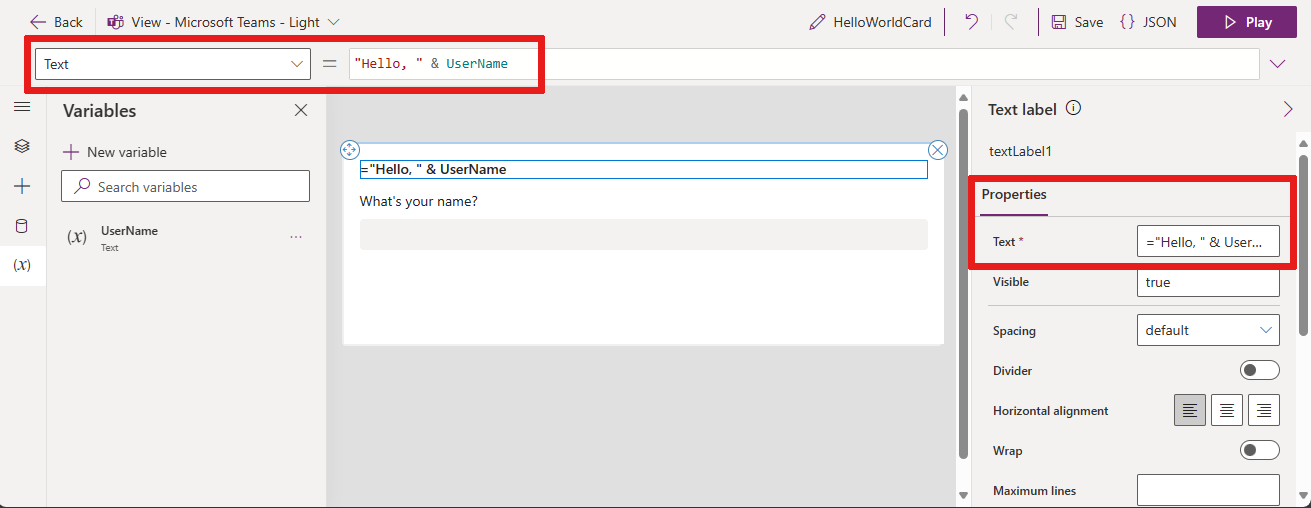 Back
View - Microsoft Teams - Light
HelloWorldCard
Save
{ } JSON
Play
Text
=
"Hello, " & UserName
Variables
New variable
Search variables
(x)
UserName
Text
...
(x)
="Hello, " & UserName
What's your name?
Text label
textLabel1
Properties
Text *
="Hello, " & User...
Visible
true
Spacing
default
Divider
Horizontal alignment
Wrap
Maximum lines